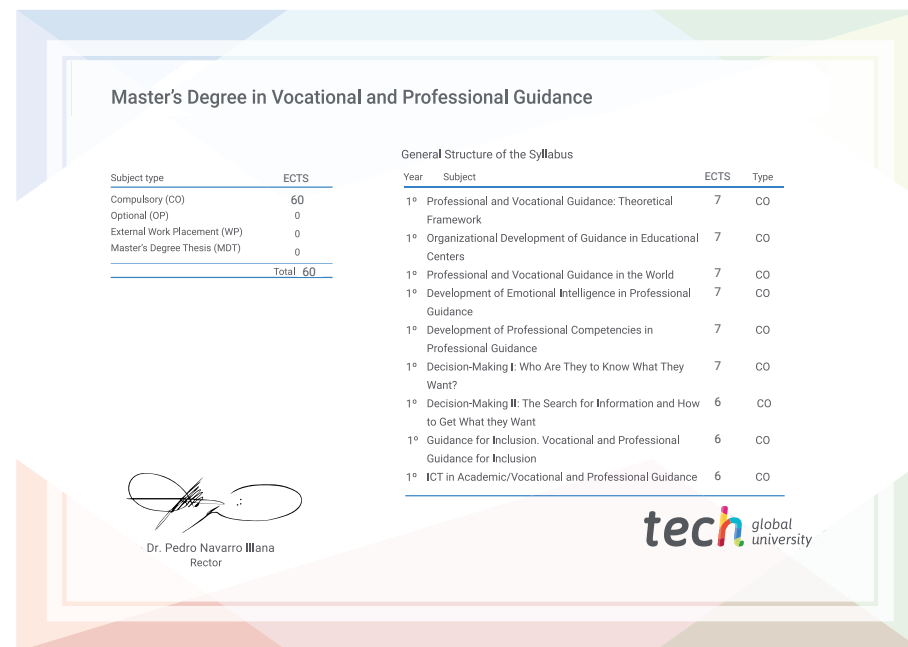 Master's Degree in Vocational and Professional Guidance
Subject type ECTS
Compulsory (CO) 60
Optional (OP) 0
External Work Placement (WP) 0
Master's Degree Thesis (MDT) 0
Total 60
General Structure of the Syllabus
Year Subject ECTS Type
1º Professional and Vocational Guidance: Theoretical 7 CO
Framework
1º Organizational Development of Guidance in Educational 7 CO
Centers
1º Professional and Vocational Guidance in the World 7 CO
1º Development of Emotional Intelligence in Professional 7 CO
Guidance
1º Development of Professional Competencies in 7 CO
Professional Guidance
1º Decision-Making I: Who Are They to Know What They 7 CO
Want?
1º Decision-Making II: The Search for Information and How 6 CO
to Get What they Want
1º Guidance for Inclusion. Vocational and Professional 6 CO
Guidance for Inclusion
1º ICT in Academic/Vocational and Professional Guidance 6 CO
Dr. Pedro Navarro Illana
Rector
tech global
university